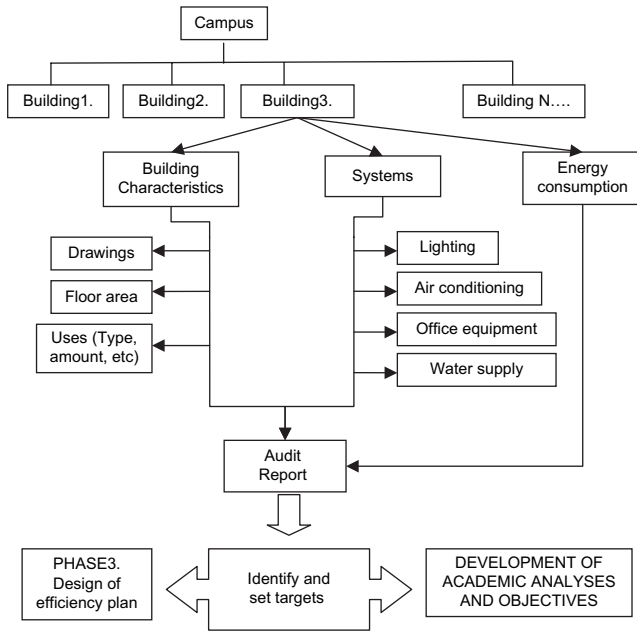 Campus
Building1.
Building2.
Building3.
Building N....
Building
Characteristics
Systems
Energy
consumption
Drawings
Floor area
Uses (Type,
amount, etc)
Lighting
Air conditioning
Office equipment
Water supply
Audit
Report
PHASE3.
Design of
efficiency plan
Identify and
set targets
DEVELOPMENT OF
ACADEMIC ANALYSES
AND OBJECTIVES